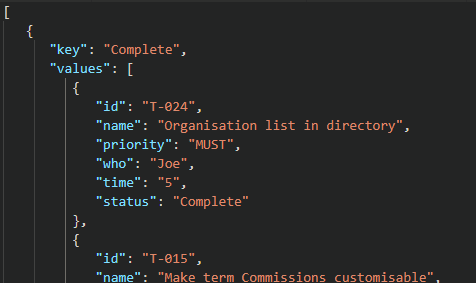 [
{
"key": "Complete",
"values": [
{
"id": "T-024",
"name": "Organisation list in directory",
"priority": "MUST",
"who": "Joe",
"time": "5",
"status": "Complete"
},
{
"id": "T-015",
"name": "Make term Commissions customisable",